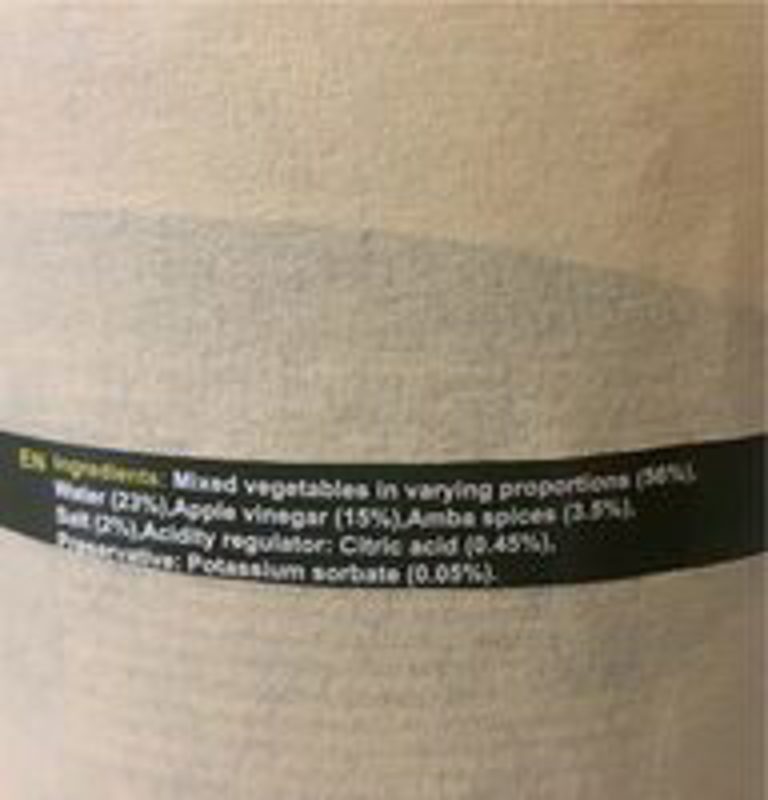 EN Ingredients: Mixed vegetables in varying proportions (56%),
Water (23%),Apple vinegar (15%),Amba spices (3.5%),
Salt (2%),Acidity regulator: Citric acid (0.45%),
Preservative: Potassium sorbate (0.05%).